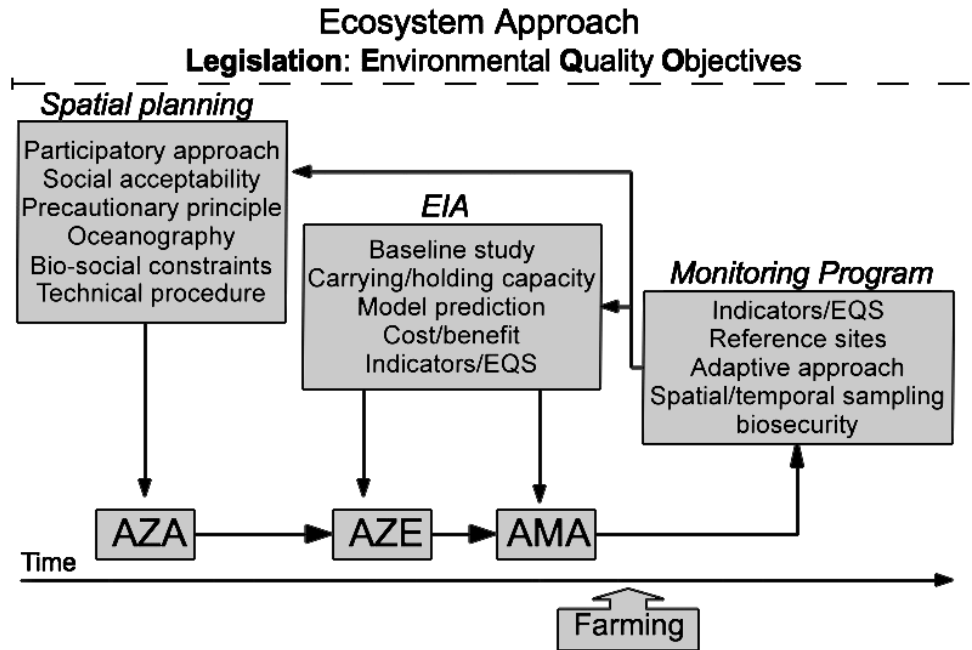 Ecosystem Approach
Legislation: Environmental Quality Objectives
Spatial planning
Participatory approach
Social acceptability
Precautionary principle
Oceanography
Bio-social constraints
Technical procedure
EIA
Baseline study
Carrying/holding capacity
Model prediction
Cost/benefit
Indicators/EQS
Monitoring Program
Indicators/EQS
Reference sites
Adaptive approach
Spatial/temporal sampling
biosecurity
AZA
AZE
AMA
Time
Farming